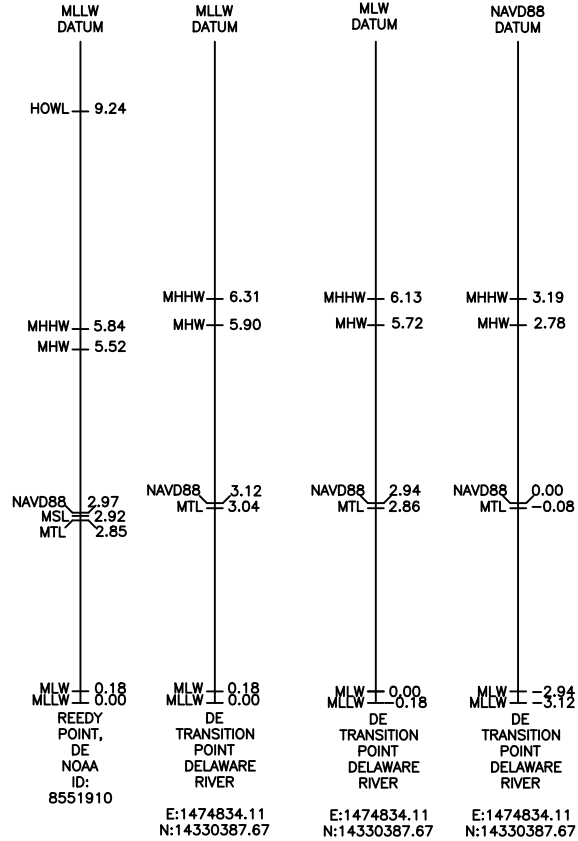 MLLW
DATUM
HOWL 9.24
MHHW 5.84
MHW 5.52
NAVD88 2.97
MSL 2.92
MTL 2.85
MLW 0.18
MLLW 0.00
REEDY
POINT,
DE
NOAA
ID:
8551910
MLLW
DATUM
MHHW 6.31
MHW 5.90
NAVD88 3.12
MTL 3.04
MLW 0.18
MLLW 0.00
DE
TRANSITION
POINT
DELAWARE
RIVER
E:1474834.11
N:14330387.67
MLW
DATUM
MHHW 6.13
MHW 5.72
NAVD88 2.94
MTL 2.86
MLW 0.00
MLLW -0.18
DE
TRANSITION
POINT
DELAWARE
RIVER
E:1474834.11
N:14330387.67
NAVD88
DATUM
MHHW 3.19
MHW 2.78
NAVD88 0.00
MTL -0.08
MLW -2.94
MLLW -3.12
DE
TRANSITION
POINT
DELAWARE
RIVER
E:1474834.11
N:14330387.67